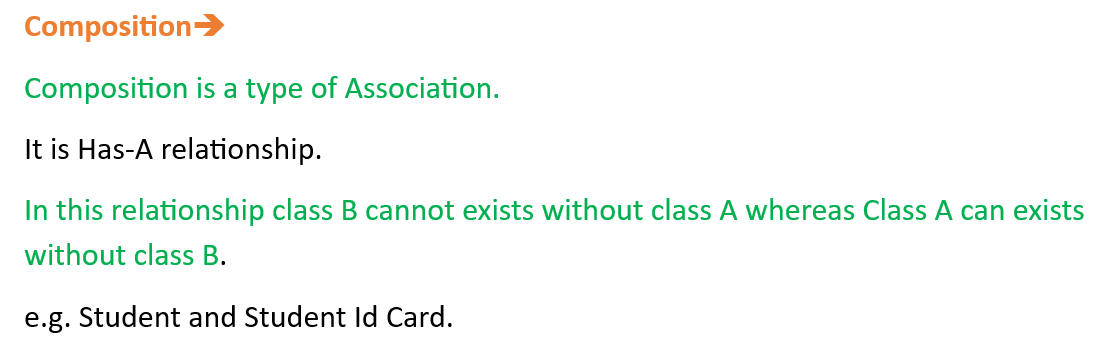 Composition➔
Composition is a type of Association.
It is Has-A relationship.
In this relationship class B cannot exists without class A whereas Class A can exists
without class B.
e.g. Student and Student Id Card.